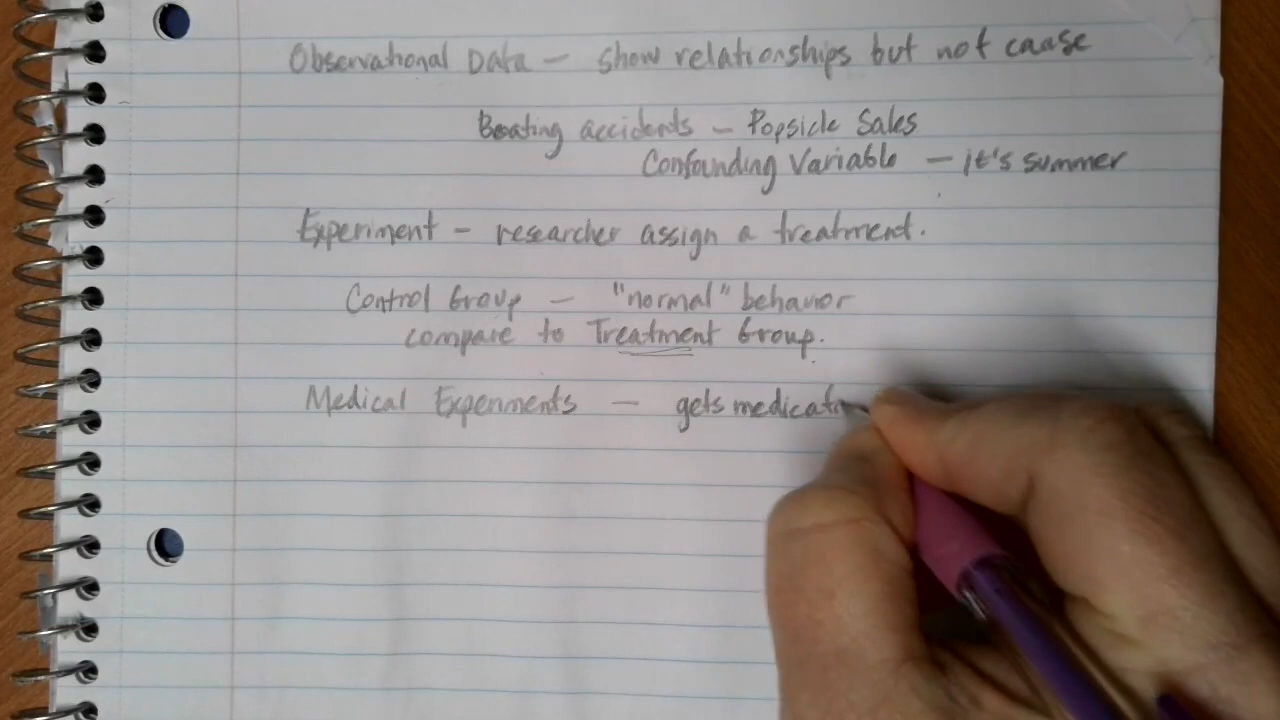 Observational Data — show relationships but not cause
Boating accidents - Popsicle Sales
Confounding Variable — it's summer
Experiment - researcher assign a treatment.
Control Group — "normal" behavior
compare to Treatment Group.
Medical Experiments — gets medicatio